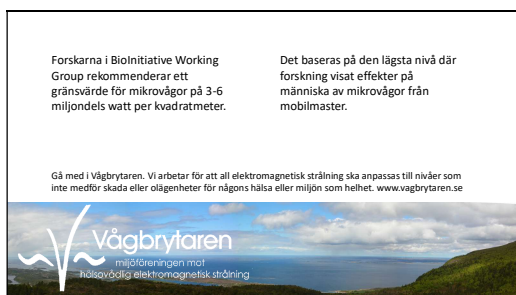 Forskarna i BioInitiative Working
Group rekommenderar ett
gränsvärde för mikrovågor på 3-6
miljondels watt per kvadratmeter.
Det baseras på den lägsta nivå där
forskning visat effekter på
människa av mikrovågor från
mobilmaster.
Gå med i Vågbrytaren. Vi arbetar för att all elektromagnetisk strålning ska anpassas till nivåer som
inte medför skada eller olägenheter för någons hälsa eller miljön som helhet. www.vagbrytaren.se
Vågbrytaren
miljöföreningen mot
hälsovådlig elektromagnetisk strålning